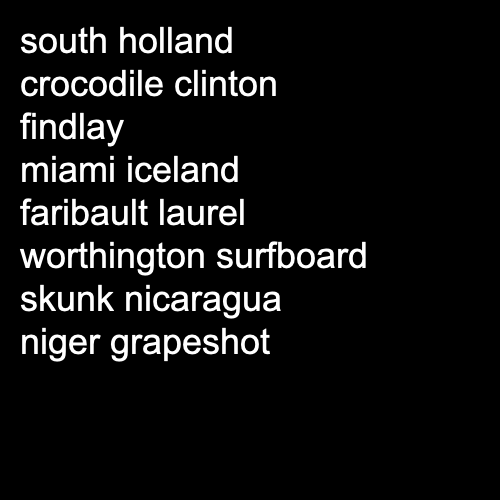 south holland
crocodile clinton
findlay
miami iceland
faribault laurel
worthington surfboard
skunk nicaragua
niger grapeshot